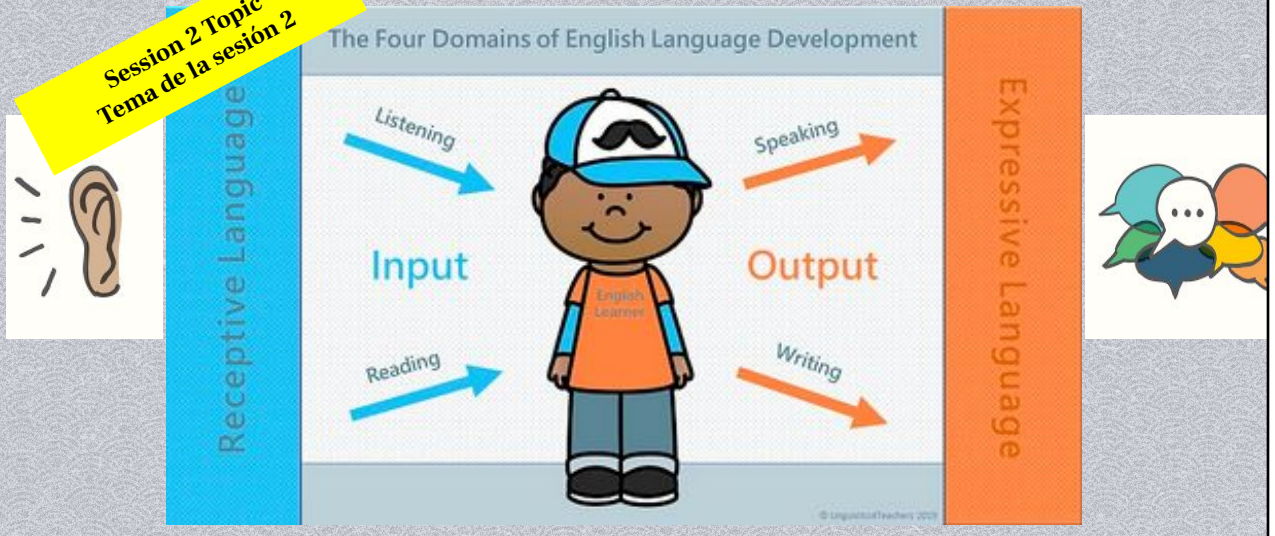 Session 2 Topic
Tema de la sesión 2
The Four Domains of English Language Development
Receptive Language
Listening
Speaking
Input
Output
English
Learner
Reading
Writing
Expressive Language